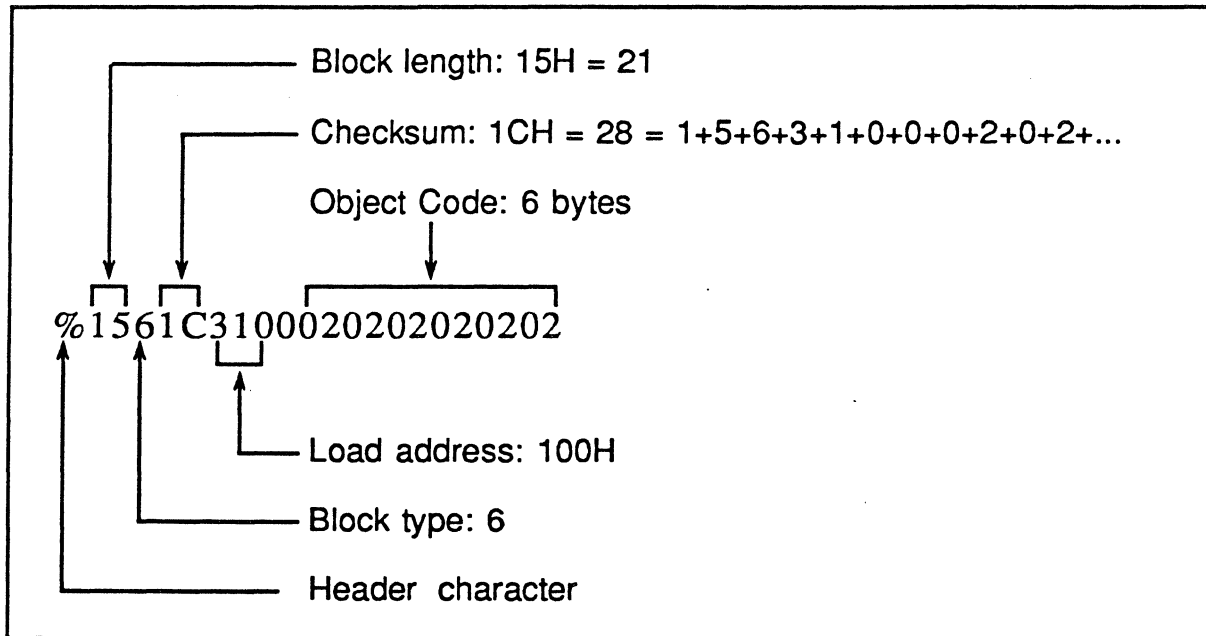 Block length: 15H = 21
Checksum: 1CH = 28 = 1+5+6+3+1+0+0+0+2+0+2+...
Object Code: 6 bytes
%1561C3100020202020202
Load address: 100H
Block type: 6
Header character